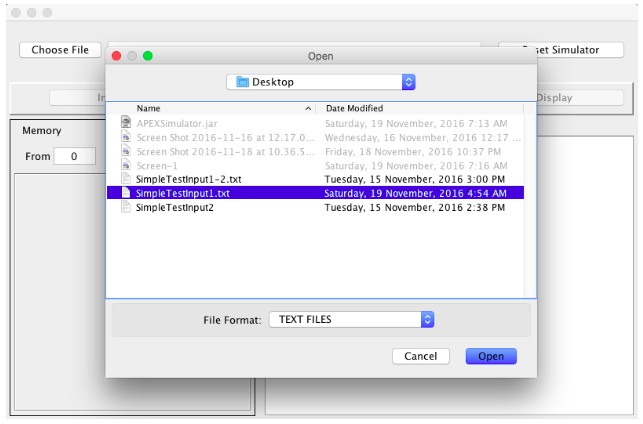 Open
Choose File
set Simulator
Desktop
In
Display
Name Date Modified
Memory
APEXSimulator.jar Saturday, 19 November, 2016 7:13 AM
Screen Shot 2016-11-16 at 12.17.0... Wednesday, 16 November, 2016 12:17 ...
Screen Shot 2016-11-18 at 10.36.5... Friday, 18 November, 2016 10:37 PM
From 0
Screen-1 Saturday, 19 November, 2016 7:16 AM
SimpleTestInput1-2.txt Tuesday, 15 November, 2016 3:00 PM
SimpleTestInput1.txt Saturday, 19 November, 2016 4:54 AM
SimpleTestInput2 Tuesday, 15 November, 2016 2:38 PM
File Format: TEXT FILES
Cancel Open